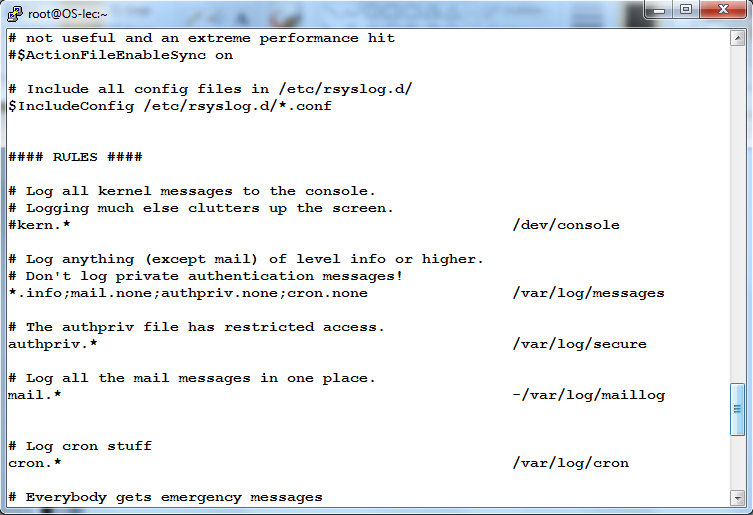 root@OS-lec:~
# not useful and an extreme performance hit
#$ActionFileEnableSync on
# Include all config files in /etc/rsyslog.d/
$IncludeConfig /etc/rsyslog.d/*.conf
#### RULES ####
# Log all kernel messages to the console.
# Logging much else clutters up the screen.
#kern.* /dev/console
# Log anything (except mail) of level info or higher.
# Don't log private authentication messages!
*.info;mail.none;authpriv.none;cron.none /var/log/messages
# The authpriv file has restricted access.
authpriv.* /var/log/secure
# Log all the mail messages in one place.
mail.* -/var/log/maillog
# Log cron stuff
cron.* /var/log/cron
# Everybody gets emergency messages